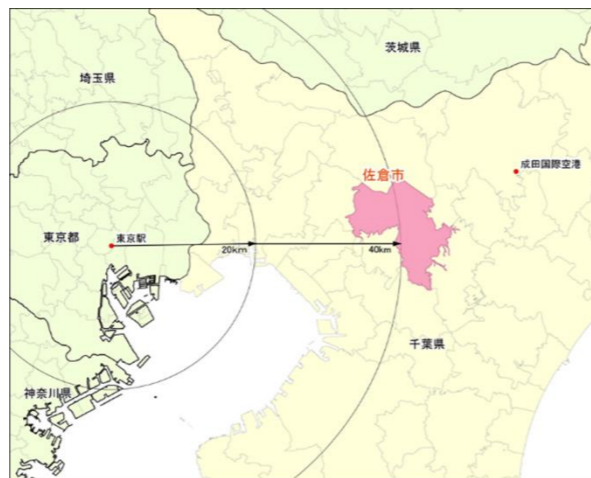 茨城県
埼玉県
成田国際空港
佐倉市
東京都
東京駅
20km
40km
千葉県
神奈川県